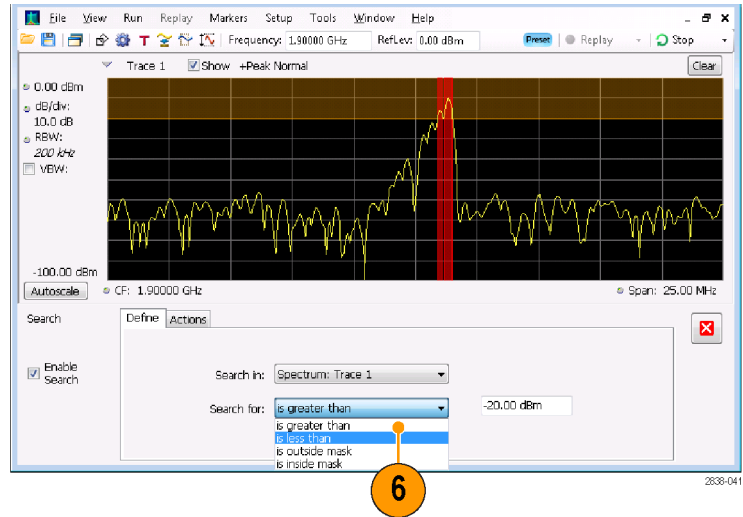 File View Run Replay Markers Setup Tools Window Help
T Frequency: 1.90000 GHz RefLev: 0.00 dBm Preset Replay Stop
Trace 1 Show +Peak Normal Clear
0.00 dBm
dB/div:
10.0 dB
RBW:
200 kHz
VBW:
-100.00 dBm
Autoscale CF: 1.90000 GHz Span: 25.00 MHz
Search Define Actions
Enable
Search
Search in: Spectrum: Trace 1
Search for: is greater than -20.00 dBm
is greater than
is less than
is outside mask
is inside mask
6
2838-041